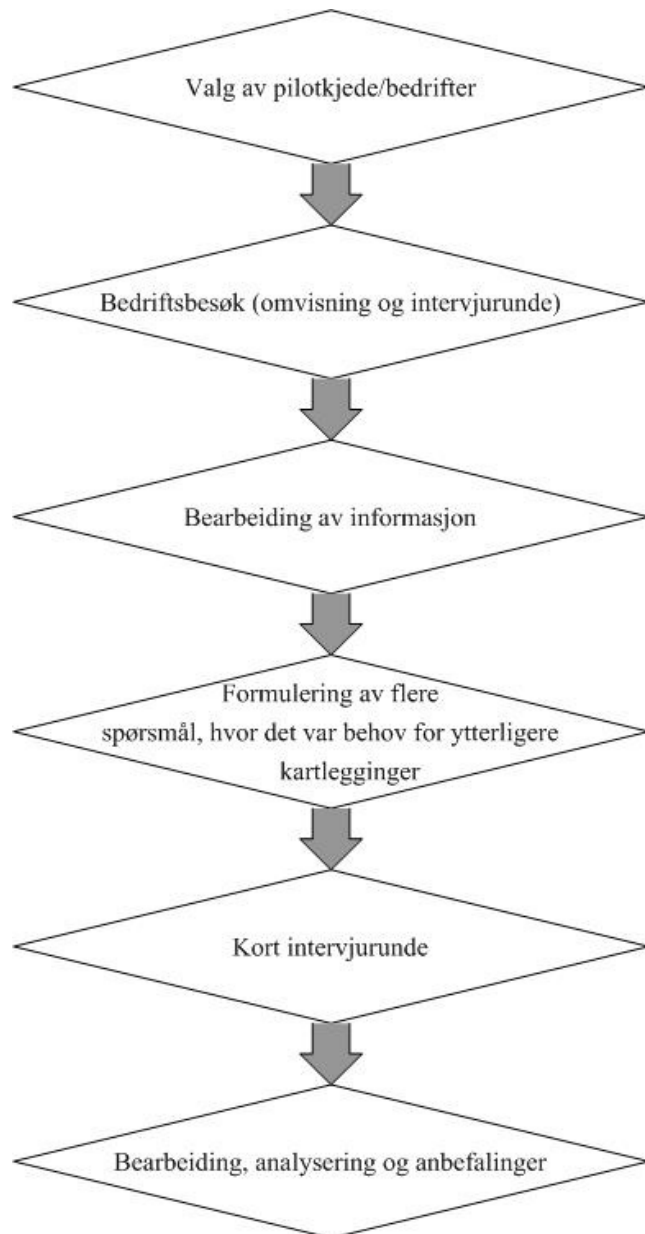 Valg av pilotkjede/bedrifter
Bedriftsbesøk (omvisning og intervjurunde)
Bearbeiding av informasjon
Formulering av flere
spørsmål, hvor det var behov for ytterligere
kartlegginger
Kort intervjurunde
Bearbeiding, analysering og anbefalinger